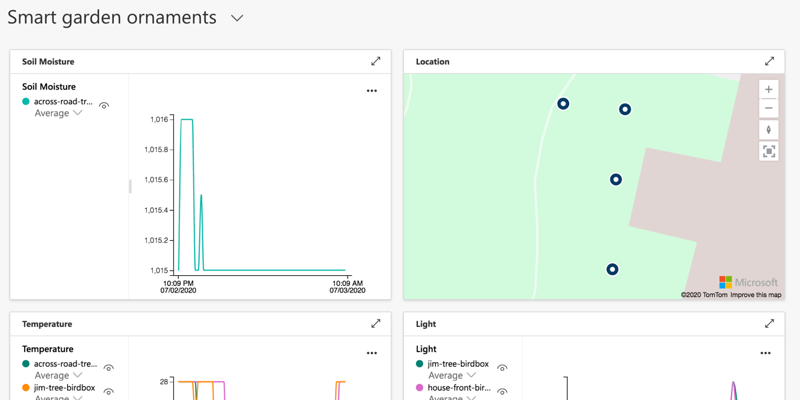 Smart garden ornaments
Soil Moisture
Soil Moisture
across-road-tr...
Average
1,016
1,015.8
1,015.6
1,015.4
1,015.2
1,015
10:09 PM
07/02/2020
10:09 AM
07/03/2020
Location
Microsoft
©2020 TomTom Improve this map
Temperature
Temperature
across-road-tre...
Average
jim-tree-birdbox
Average
28
Light
Light
jim-tree-birdbox
Average
house-front-bir...
Average